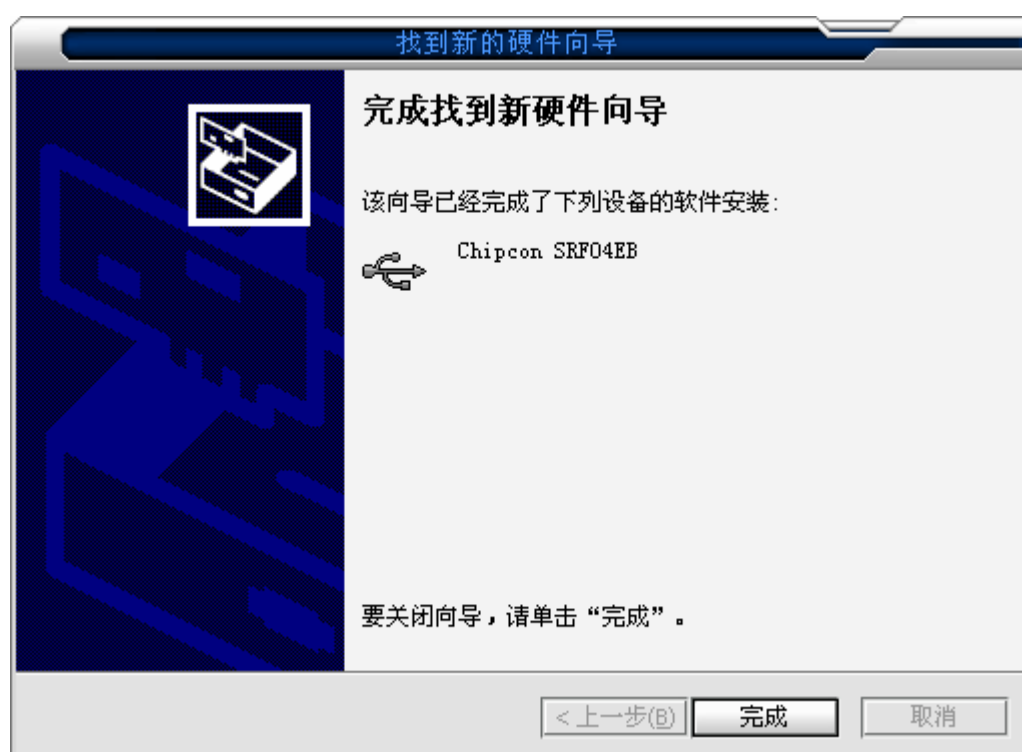 找到新的硬件向导
完成找到新硬件向导
该向导已经完成了下列设备的软件安装:
Chipcon SRF04EB
要关闭向导，请单击“完成”。
<上一步(B) 完成 取消